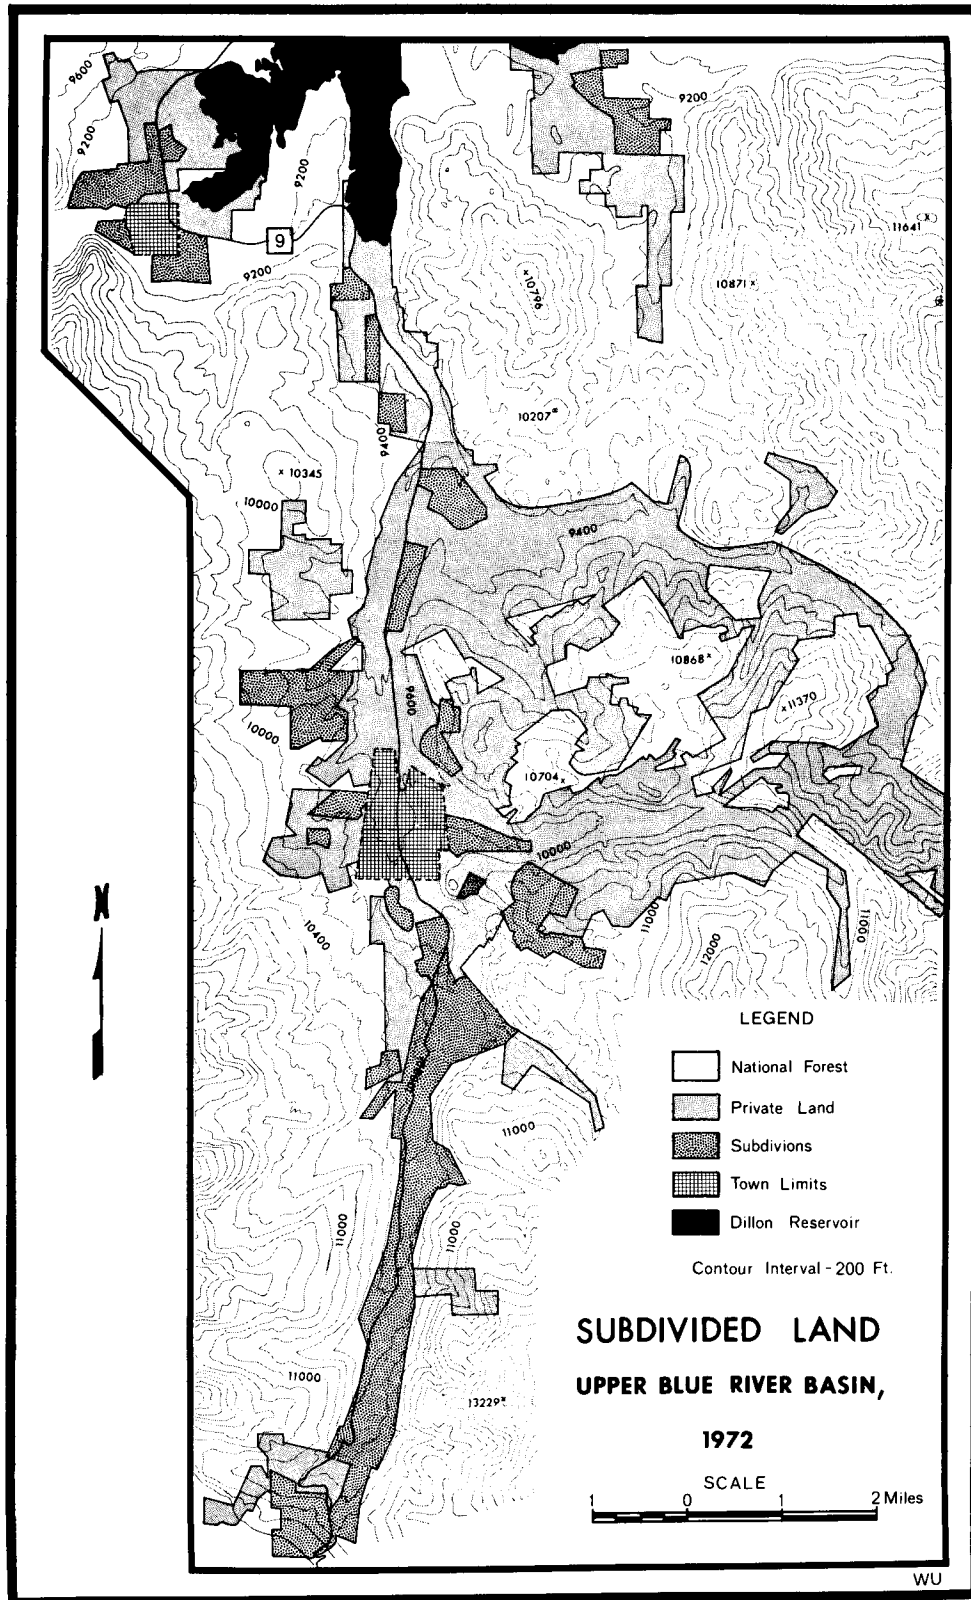 9600
9200
9200
9200
11641
9
9200
10796
10871
10207
9400
10345
10000
9400
10868
9600
11370
10000
10704
10000
11000
11000
10400
12000
11000
11000
11000
11000
13229
LEGEND
National Forest
Private Land
Subdivions
Town Limits
Dillon Reservoir
Contour Interval - 200 Ft.
SUBDIVIDED LAND
UPPER BLUE RIVER BASIN,
1972
SCALE
1 0 1 2 Miles
WU